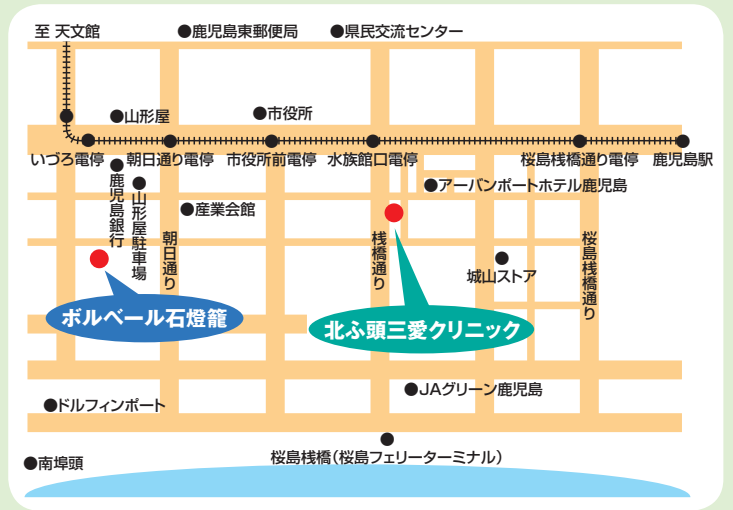 至 天文館
●鹿児島東郵便局
●県民交流センター
●山形屋
●市役所
いづろ電停
朝日通り電停
市役所前電停
水族館口電停
桜島桟橋通り電停
鹿児島駅
●鹿児島銀行
●山形屋駐車場
●アーバンポートホテル鹿児島
●産業会館
朝日通り
桟橋通り
城山ストア
桜島桟橋通り
ボルベール石燈籠
北ふ頭三愛クリニック
●JAグリーン鹿児島
●ドルフィンポート
桜島桟橋(桜島フェリーターミナル)
●南埠頭